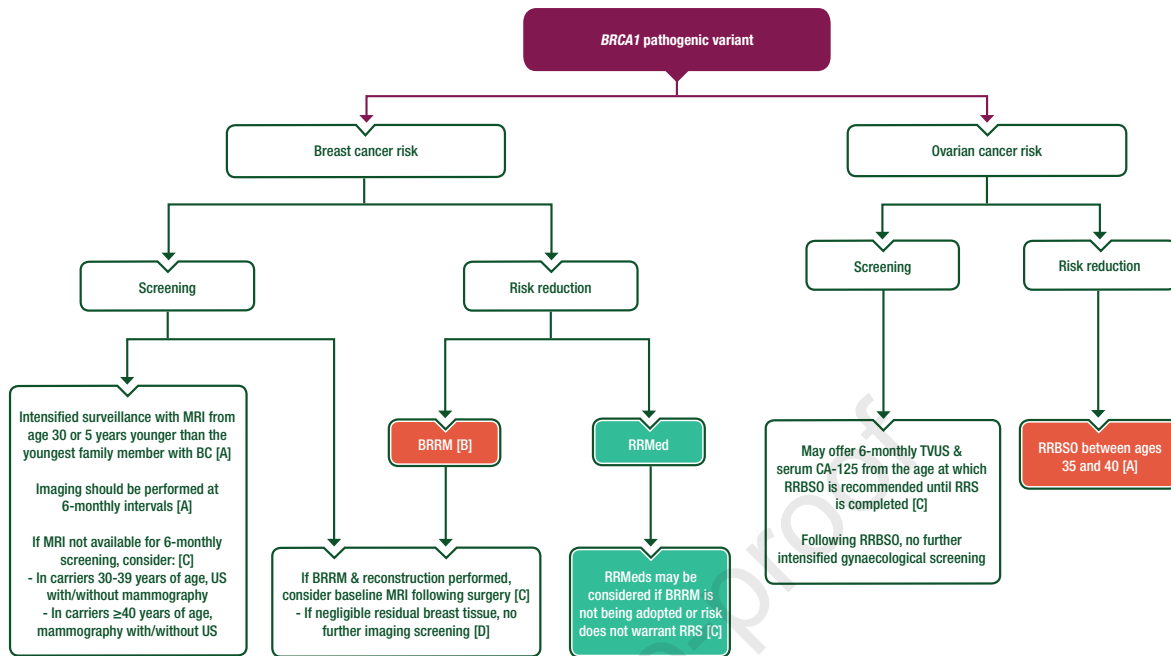 BRCA1 pathogenic variant
Breast cancer risk
Ovarian cancer risk
Screening
Risk reduction
Screening
Risk reduction
Intensified surveillance with MRI from
age 30 or 5 years younger than the
youngest family member with BC [A]
Imaging should be performed at
6-monthly intervals [A]
If MRI not available for 6-monthly
screening, consider: [C]
- In carriers 30-39 years of age, US
with/without mammography
- In carriers ≥40 years of age,
mammography with/without US
BRRM [B]
RRMed
If BRRM & reconstruction performed,
consider baseline MRI following surgery [C]
- If negligible residual breast tissue, no
further imaging screening [D]
RRMeds may be
considered if BRRM is
not being adopted or risk
does not warrant RRS [C]
May offer 6-monthly TVUS &
serum CA-125 from the age at which
RRBSO is recommended until RRS
is completed [C]
Following RRBSO, no further
intensified gynaecological screening
RRBSO between ages
35 and 40 [A]
-proof